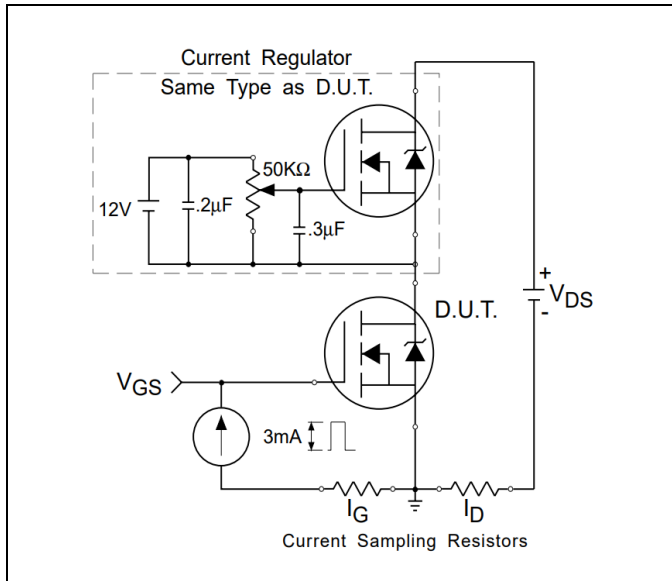 Current Regulator
Same Type as D.U.T.
50KΩ
12V
.2μF
.3μF
+
VDS
-
D.U.T.
VGS
3mA
IG
ID
Current Sampling Resistors